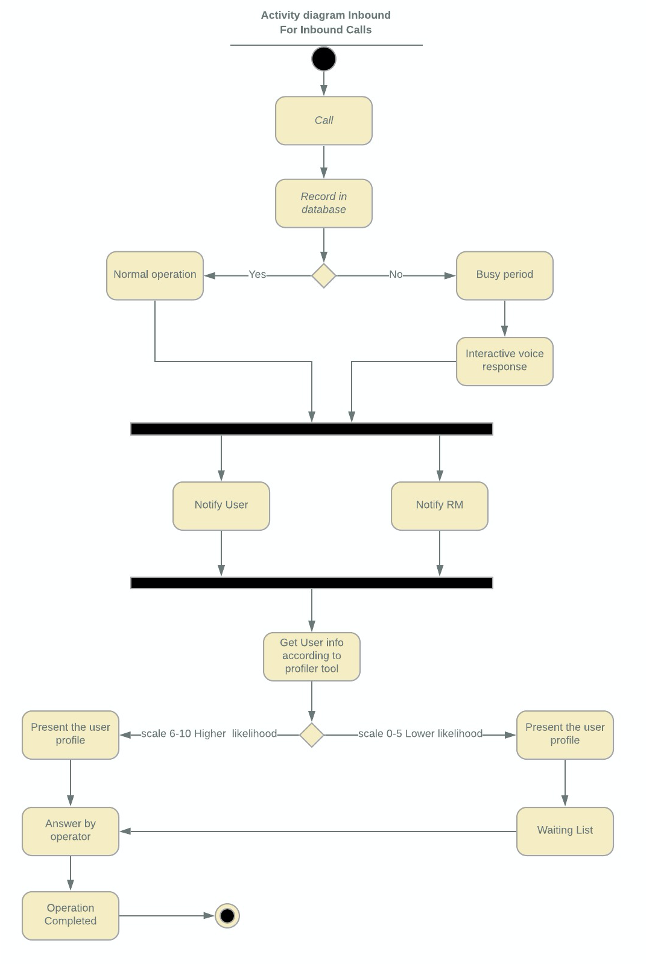 Activity diagram Inbound
For Inbound Calls
Call
Record in
database
Normal operation
Yes
No
Busy period
Interactive voice
response
Notify User
Notify RM
Get User info
according to
profiler tool
Present the user
profile
scale 6-10 Higher  likelihood
scale 0-5 Lower likelihood
Present the user
profile
Answer by
operator
Waiting List
Operation
Completed